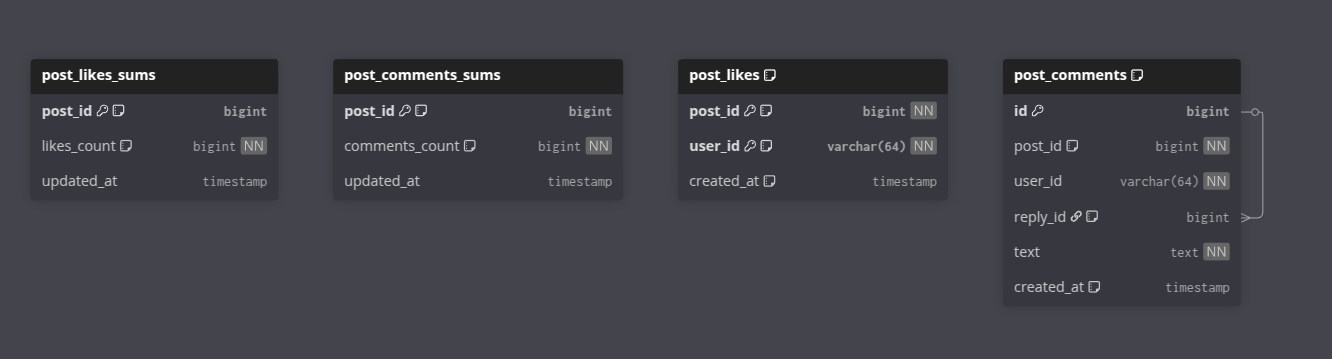 post_likes_sums
post_id bigint
likes_count bigint NN
updated_at timestamp
post_comments_sums
post_id bigint
comments_count bigint NN
updated_at timestamp
post_likes
post_id bigint NN
user_id varchar(64) NN
created_at timestamp
post_comments
id bigint
post_id bigint NN
user_id varchar(64) NN
reply_id bigint
text text NN
created_at timestamp